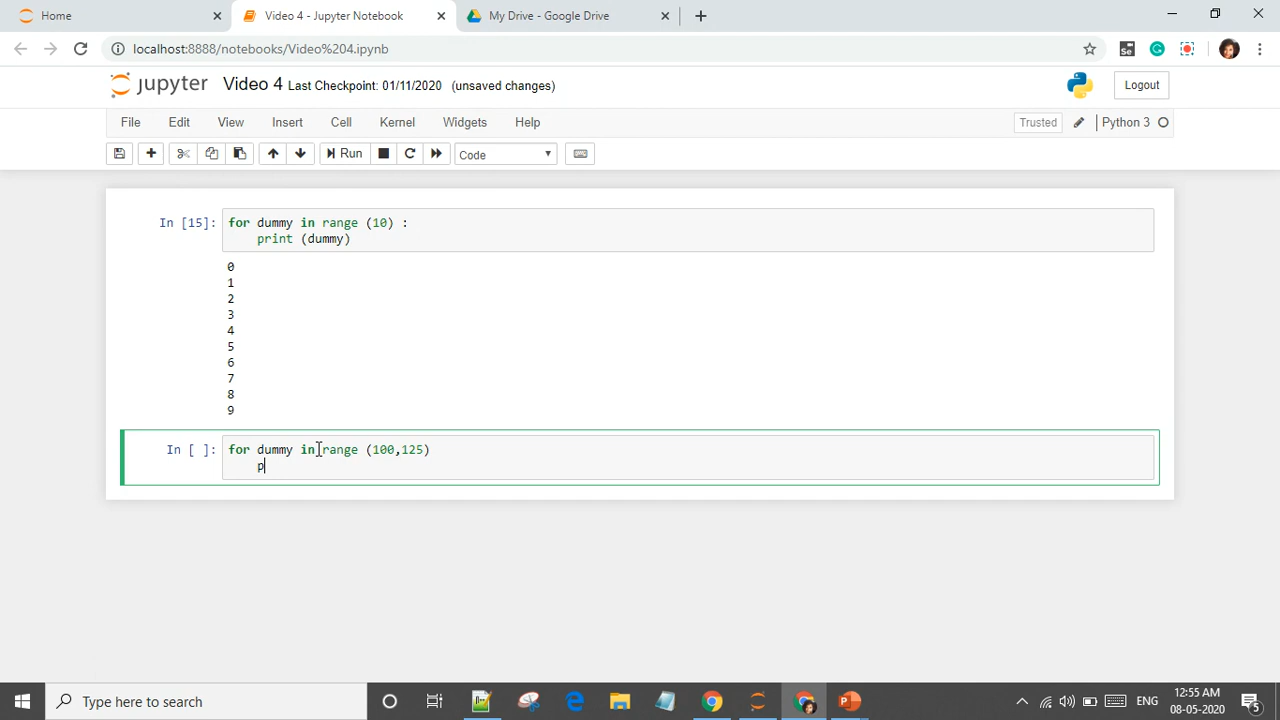 Home
Video 4 - Jupyter Notebook
My Drive - Google Drive
localhost:8888/notebooks/Video%204.ipynb
Se
G
jupyter Video 4 Last Checkpoint: 01/11/2020 (unsaved changes)
Logout
File Edit View Insert Cell Kernel Widgets Help
Trusted Python 3
Run Code
In [15]: for dummy in range (10) :
print (dummy)
0
1
2
3
4
5
6
7
8
9
In [ ]: for dummy in range (100,125)
p
Type here to search
ENG
12:55 AM
08-05-2020
5